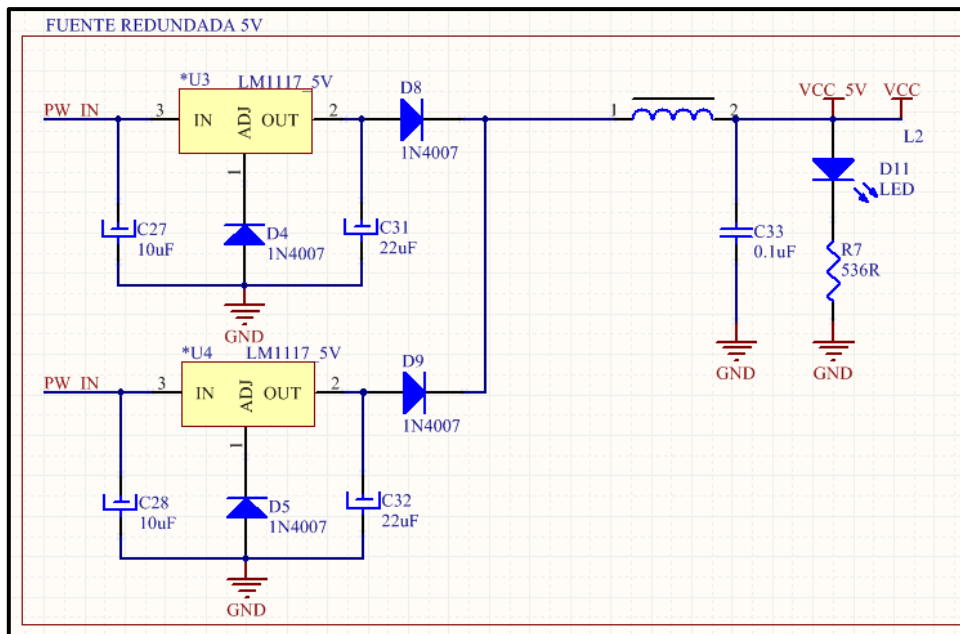 FUENTE REDUNDADA 5V
*U3 LM1117_5V
D8
VCC_5V VCC
PW_IN 3 IN ADJ OUT 2
1N4007
1 2
L2
1
D11
LED
C27
10uF
D4
1N4007
C31
22uF
C33
0.1uF
R7
536R
GND
*U4 LM1117_5V
D9
GND GND
PW_IN 3 IN ADJ OUT 2
1N4007
1
C28
10uF
D5
1N4007
C32
22uF
GND